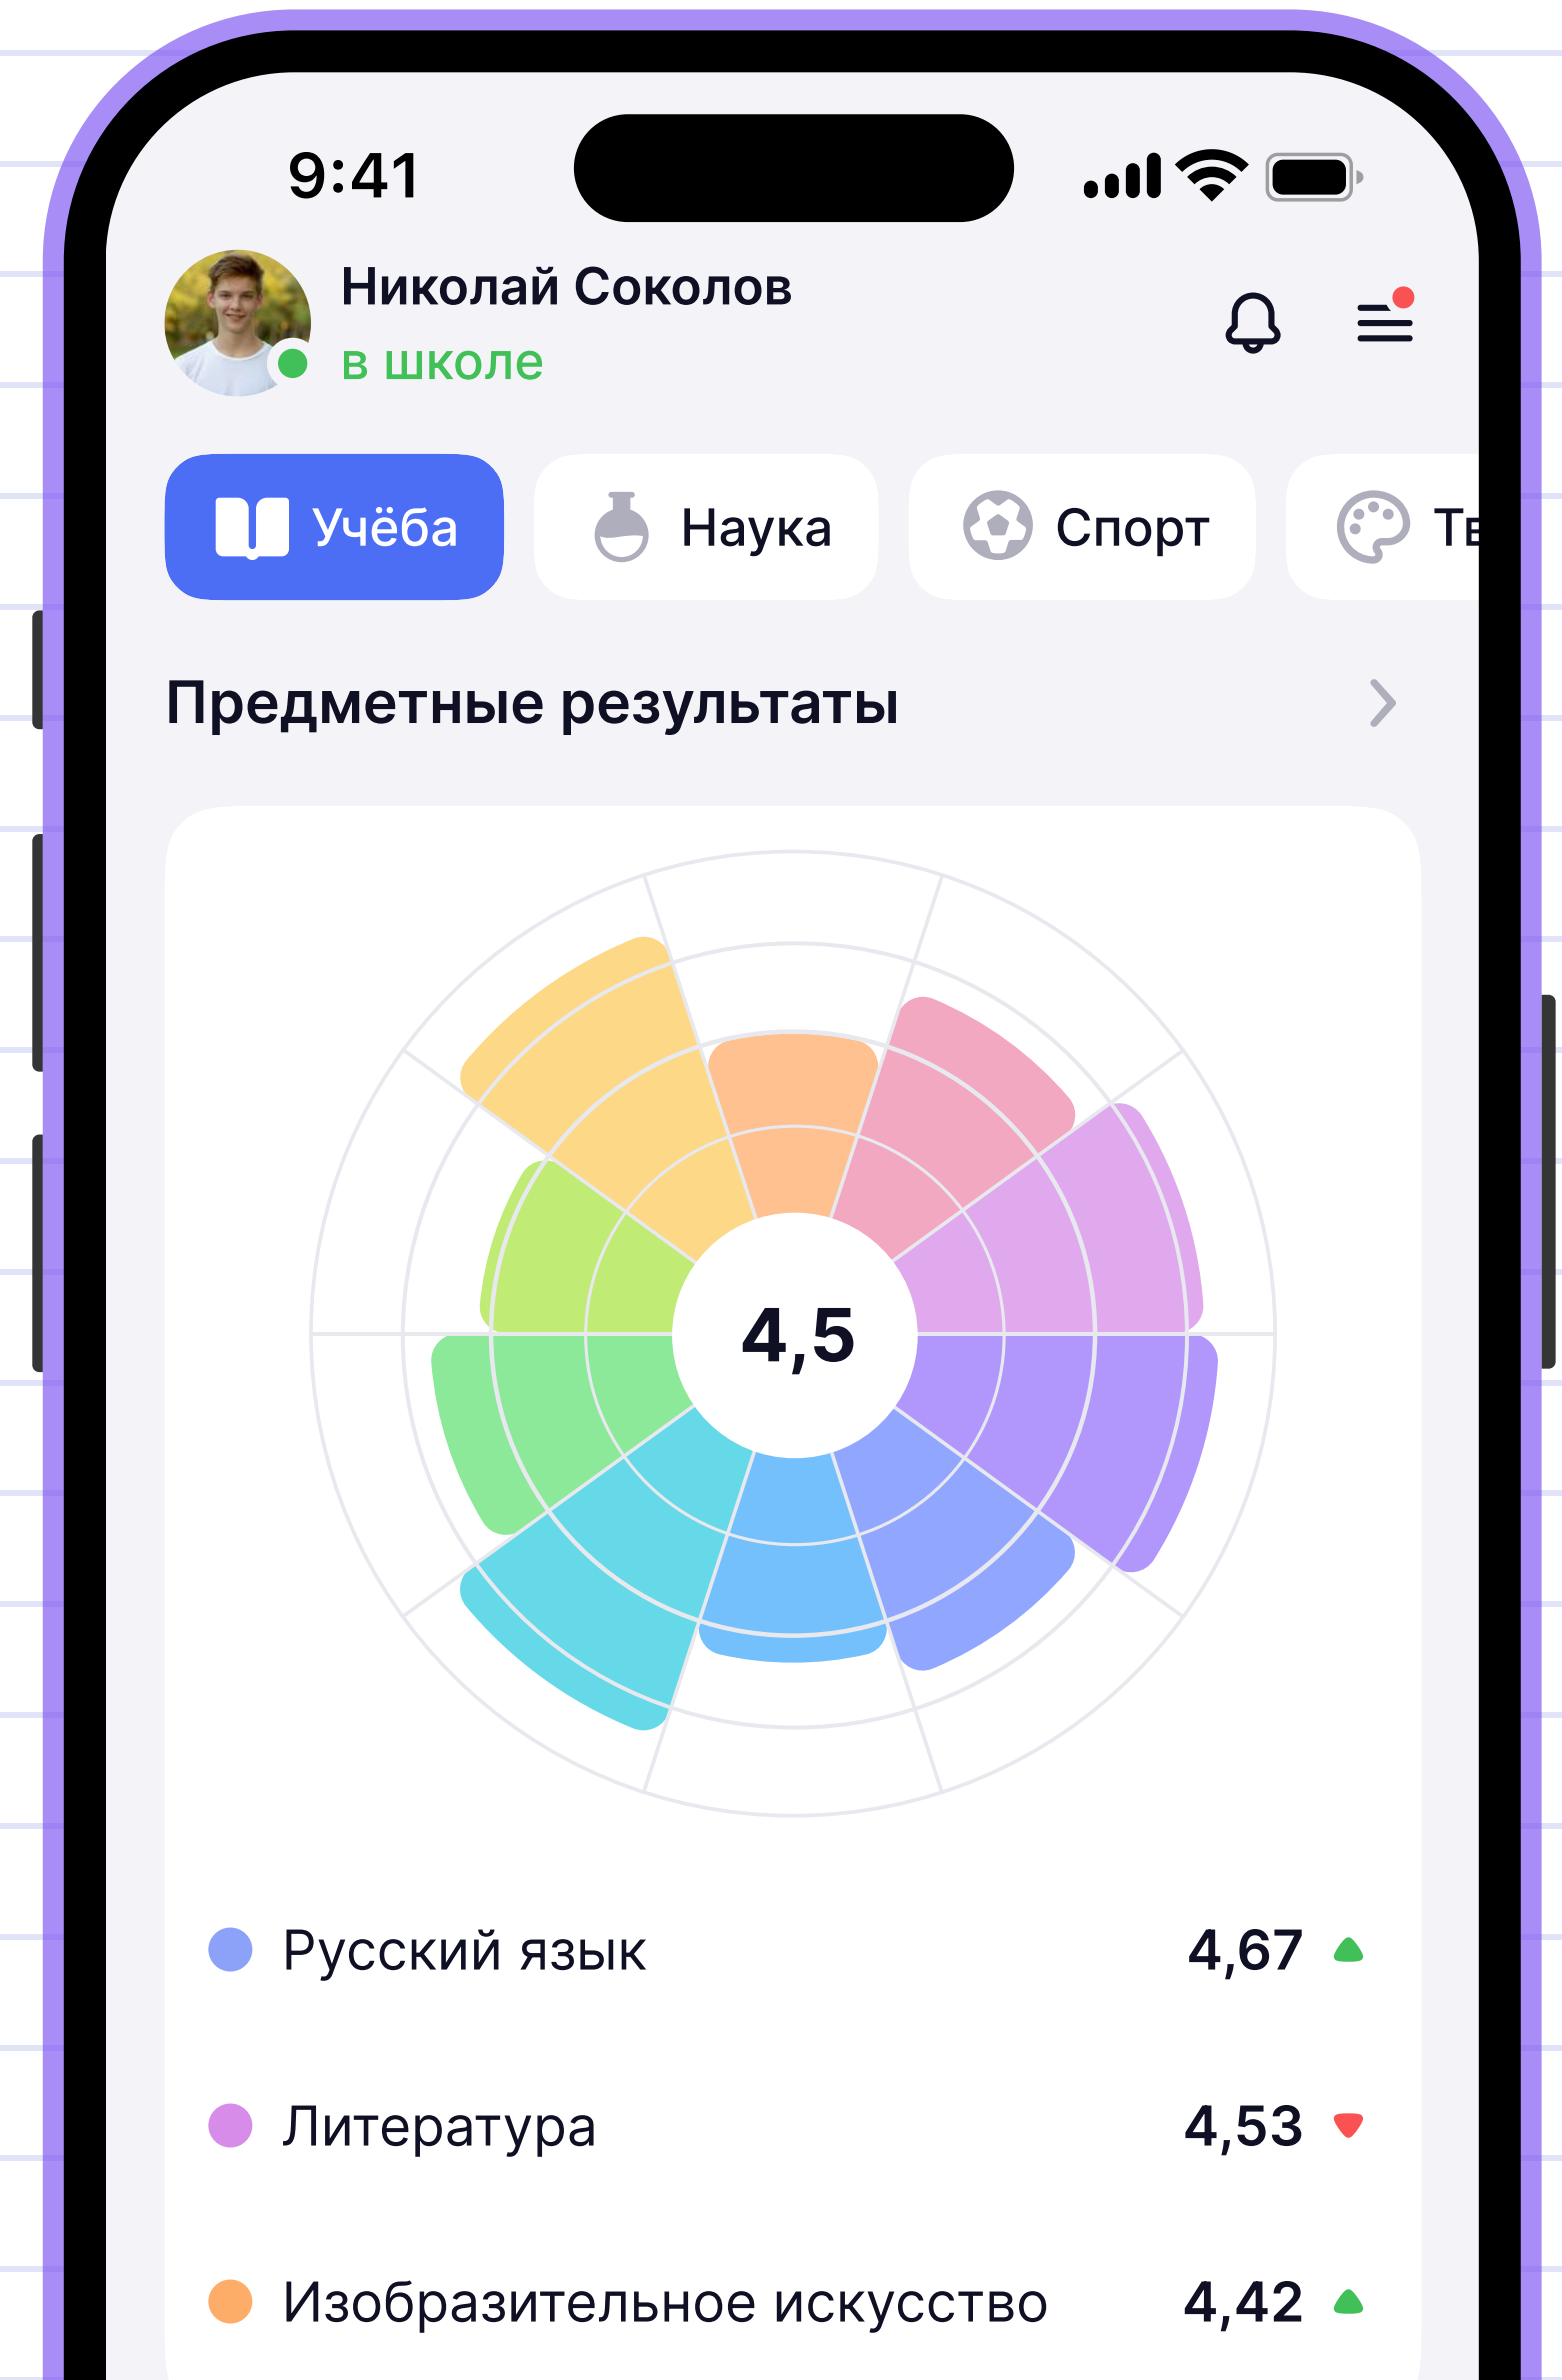 9:41
Николай Соколов
в школе
Учёба Наука Спорт Тв
Предметные результаты
4,5
Русский язык 4,67
Литература 4,53
Изобразительное искусство 4,42